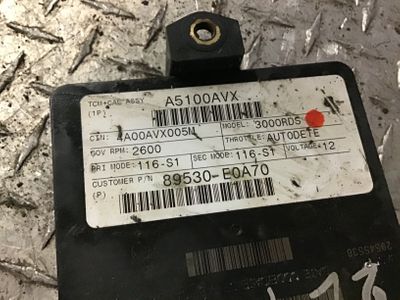 TCM+CAL ASSY A5100AVX
(1P)
CIN: AA00AVX005M MODEL: 3000RDS
GOV RPM: 2600 THROTTLE: AUTODETE
PRI MODE: 116-S1 SEC MODE: 116-S1 VOLTAGE: 12
CUSTOMER P/N 89530-E0A70
(P)